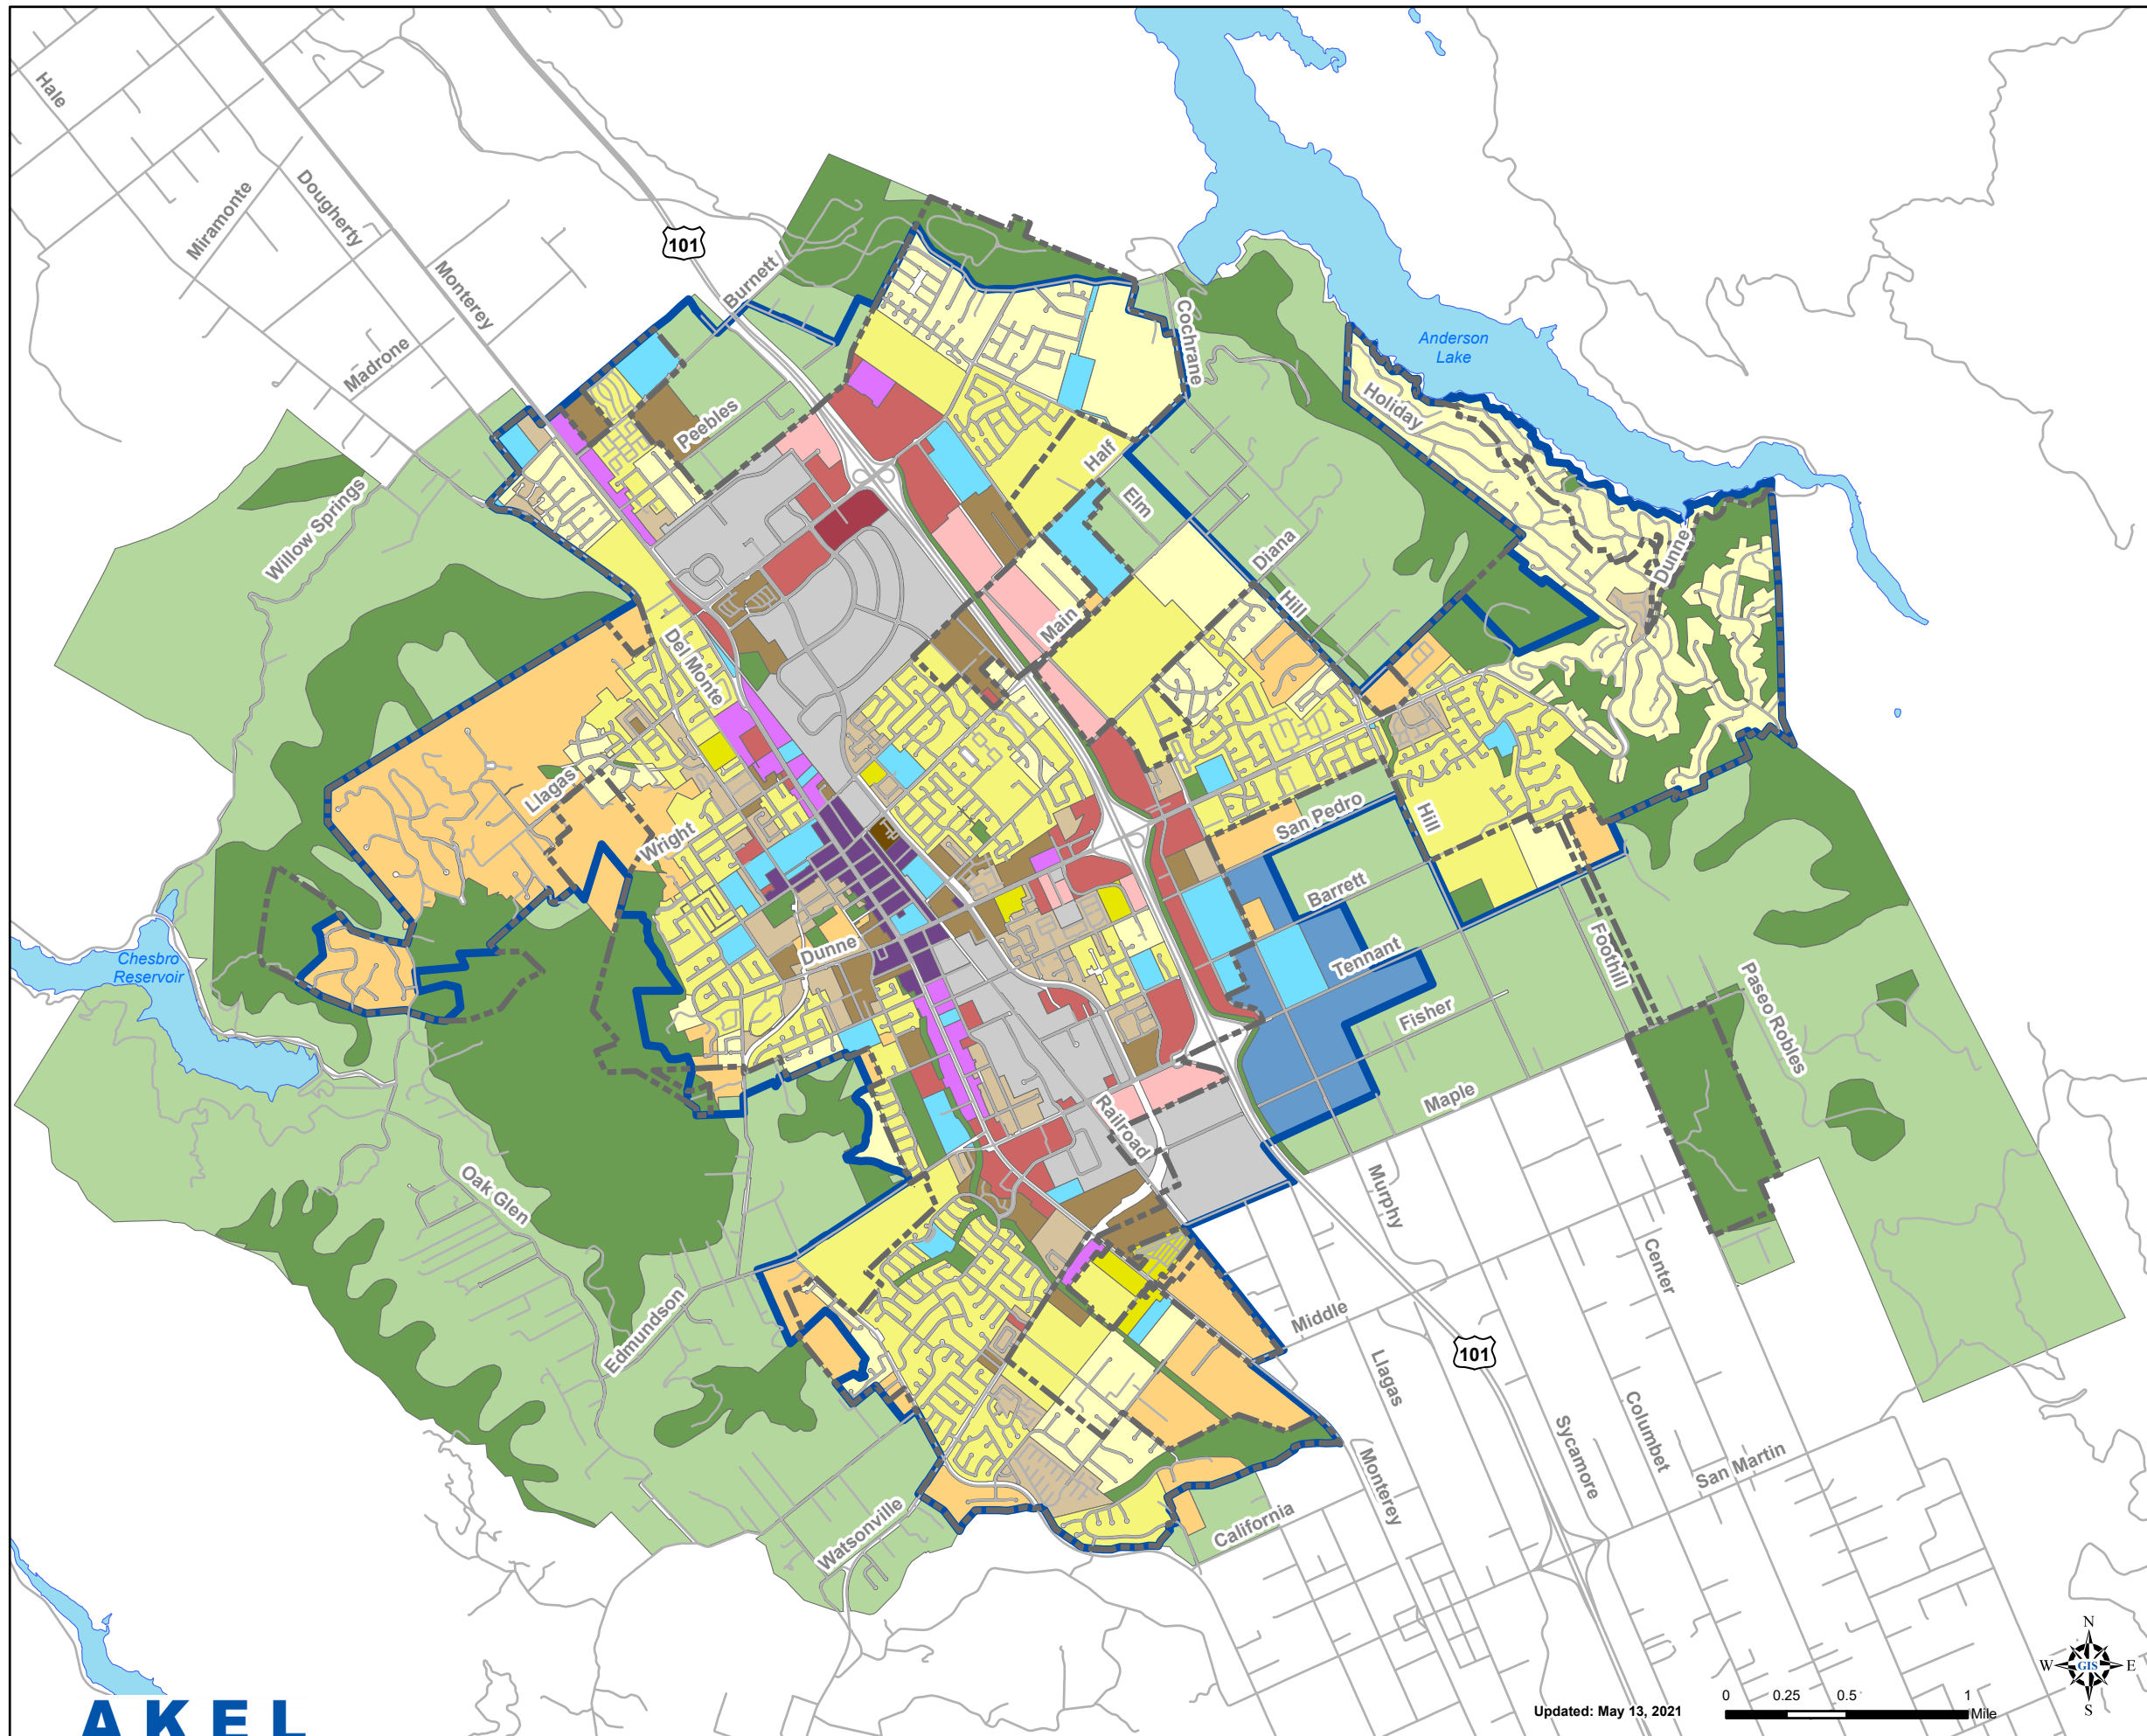 Hale
Miramonte
Dougherty
Monterey
Madrone
101
Burnett
Cochrane
Anderson
Lake
Holiday
Peebles
Half
Elm
Willow Springs
Diana
Hill
Dunne
Main
Del Monte
Llagas
Wright
San Pedro
Hill
Barrett
Dunne
Tennant
Foothill
Fisher
Paseo Robles
Chesbro
Reservoir
Maple
Railroad
Murphy
Oak Glen
Center
Edmundson
Middle
101
Llagas
Columbet
Sycamore
San Martin
Monterey
California
Watsonville
N
W GIS E
S
Updated: May 13, 2021
0 0.25 0.5 1
Mile
AKEL